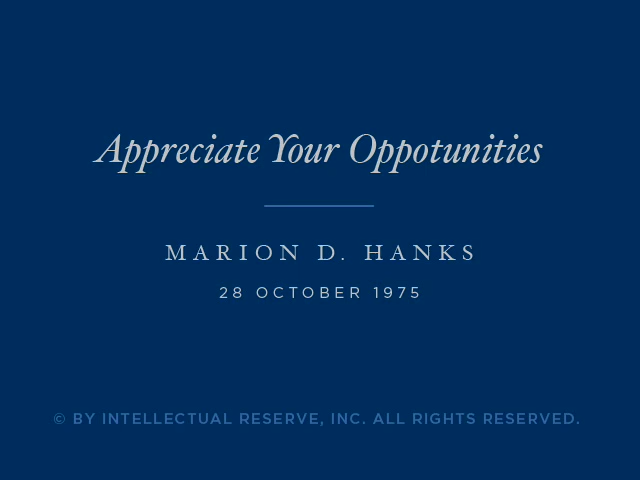 Appreciate Your Oppotunities
MARION D. HANKS
28 OCTOBER 1975
© BY INTELLECTUAL RESERVE, INC. ALL RIGHTS RESERVED.